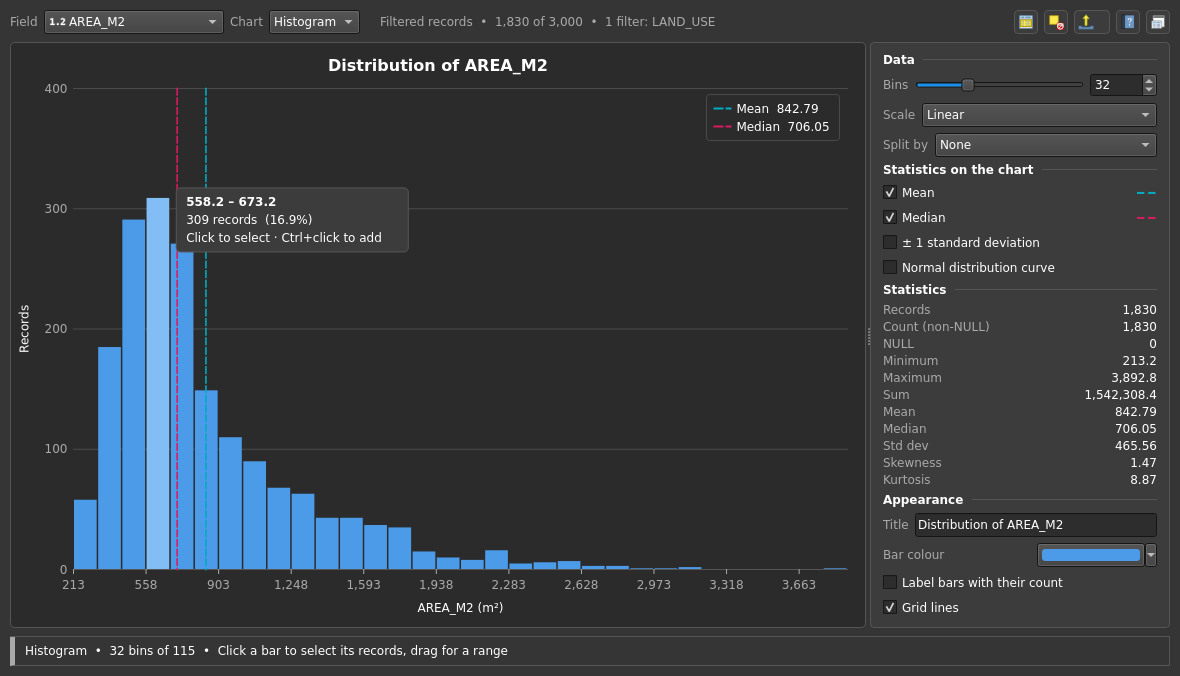 Field 1.2 AREA_M2 Chart Histogram Filtered records • 1,830 of 3,000 • 1 filter: LAND_USE
Distribution of AREA_M2
400
300
200
100
0
Records
Mean 842.79
Median 706.05
558.2 – 673.2
309 records (16.9%)
Click to select · Ctrl+click to add
213 558 903 1,248 1,593 1,938 2,283 2,628 2,973 3,318 3,663
AREA_M2 (m²)
Data
Bins 32
Scale Linear
Split by None
Statistics on the chart
Mean
Median
± 1 standard deviation
Normal distribution curve
Statistics
Records 1,830
Count (non-NULL) 1,830
NULL 0
Minimum 213.2
Maximum 3,892.8
Sum 1,542,308.4
Mean 842.79
Median 706.05
Std dev 465.56
Skewness 1.47
Kurtosis 8.87
Appearance
Title Distribution of AREA_M2
Bar colour
Label bars with their count
Grid lines
Histogram • 32 bins of 115 • Click a bar to select its records, drag for a range